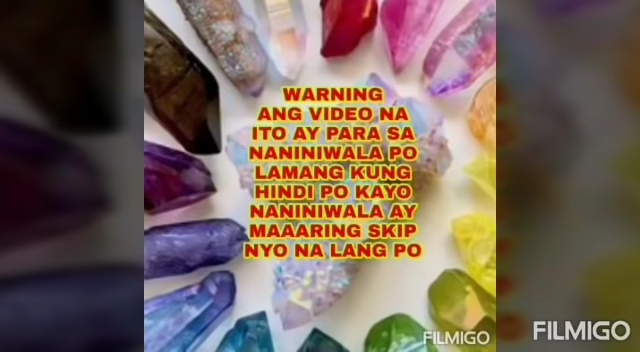 WARNING
ANG VIDEO NA
ITO AY PARA SA
NANINIWALA PO
LAMANG KUNG
HINDI PO KAYO
NANINIWALA AY
MAAARING SKIP
NYO NA LANG PO
FILMIGO
FILMIGO